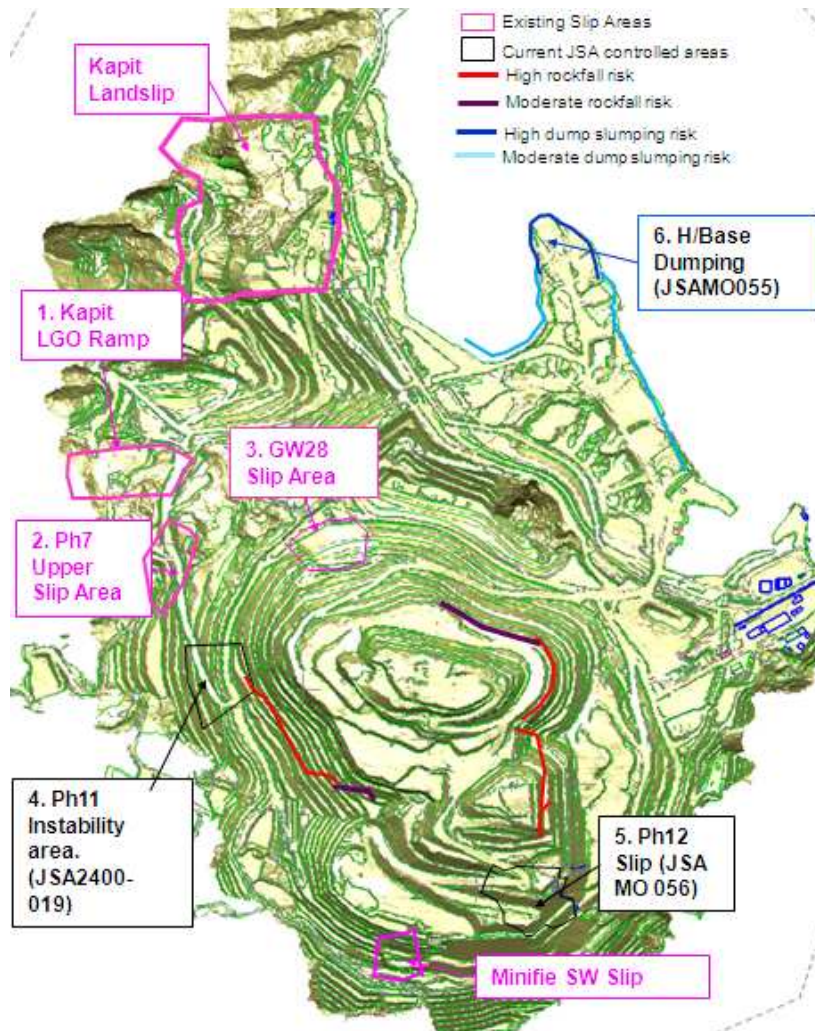 Existing Slip Areas
Current JSA controlled areas
High rockfall risk
Moderate rockfall risk
High dump slumping risk
Moderate dump slumping risk
Kapit
Landslip
6. H/Base
Dumping
(JSAMO055)
1. Kapit
LGO Ramp
3. GW28
Slip Area
2. Ph7
Upper
Slip Area
4. Ph11
Instability
area.
(JSA2400-
019)
5. Ph12
Slip (JSA
MO 056)
Minifie SW Slip